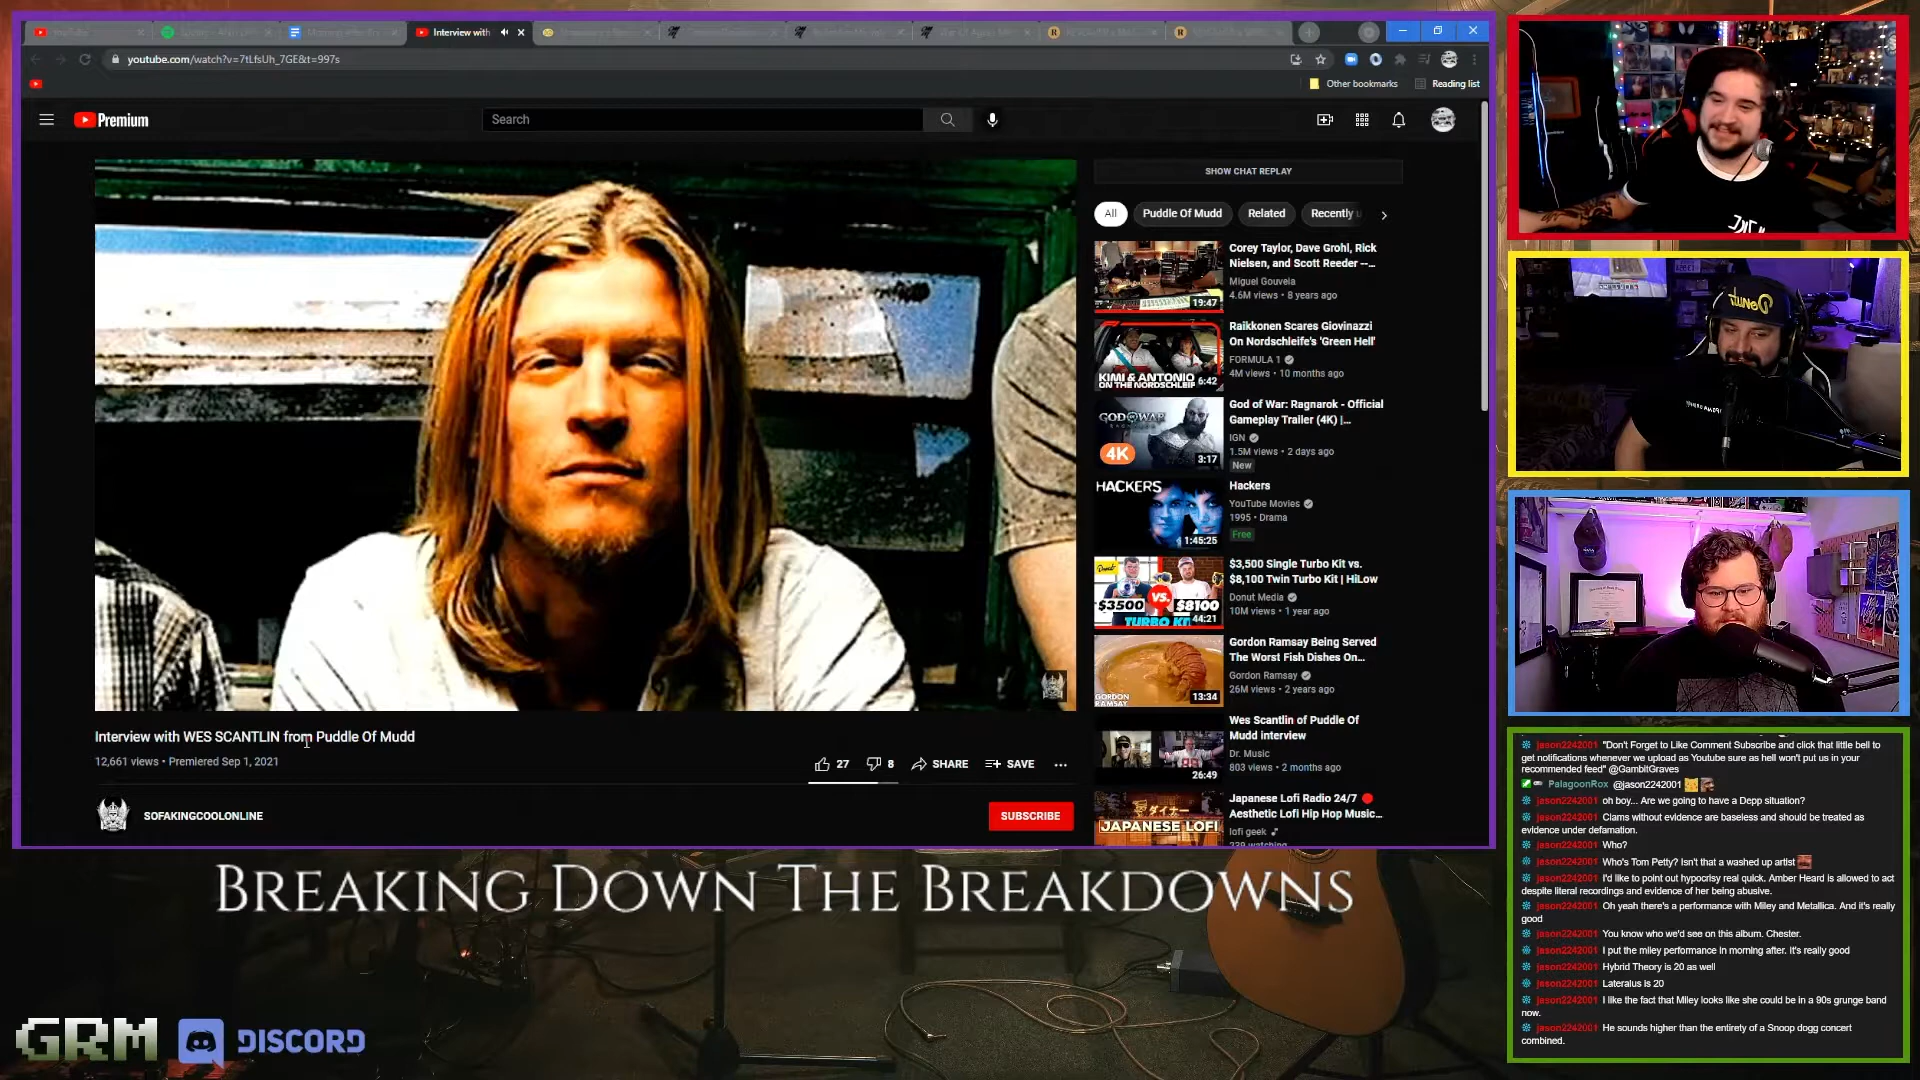 Interview with
youtube.com/watch?v=7tLfsUh_7GE&t=997s
Other bookmarks
Reading list
Premium
Search
SHOW CHAT REPLAY
All
Puddle Of Mudd
Related
Recently
Corey Taylor, Dave Grohl, Rick
Nielsen, and Scott Reeder --...
Miguel Gouveia
4.6M views • 8 years ago
19:47
Raikkonen Scares Giovinazzi
On Nordschleife's 'Green Hell'
FORMULA 1
4M views • 10 months ago
KIMI & ANTONIO
ON THE NORDSCHLEIF
6:42
God of War: Ragnarok - Official
Gameplay Trailer (4K) |...
IGN
1.5M views • 2 days ago
New
GOD OF WAR
4K
3:17
HACKERS
Hackers
YouTube Movies
1995 • Drama
Free
1:45:25
$3,500 Single Turbo Kit vs.
$8,100 Twin Turbo Kit | HiLow
Donut Media
10M views • 1 year ago
$3500
VS.
$8100
TURBO KIT
44:21
Gordon Ramsay Being Served
The Worst Fish Dishes On...
Gordon Ramsay
26M views • 2 years ago
GORDON
RAMSAY
13:34
Wes Scantlin of Puddle Of
Mudd interview
Dr. Music
803 views • 2 months ago
26:49
Japanese Lofi Radio 24/7
Aesthetic Lofi Hip Hop Music...
lofi geek
ダイナー
JAPANESE LOFI
Interview with WES SCANTLIN from Puddle Of Mudd
12,661 views • Premiered Sep 1, 2021
27
8
SHARE
SAVE
SOFAKINGCOOLONLINE
SUBSCRIBE
Donut
jason2242001 "Don't Forget to Like Comment Subscribe and click that little bell to
get notifications whenever we upload as Youtube sure as hell won't put us in your
recommended feed" @GambitGraves
PalagoonRox @jason2242001
jason2242001 oh boy... Are we going to have a Depp situation?
jason2242001 Clams without evidence are baseless and should be treated as
evidence under defamation.
jason2242001 Who?
jason2242001 Who's Tom Petty? Isn't that a washed up artist
jason2242001 I'd like to point out hypocrisy real quick. Amber Heard is allowed to act
despite literal recordings and evidence of her being abusive.
jason2242001 Oh yeah there's a performance with Miley and Metallica. And it's really
good
jason2242001 You know who we'd see on this album. Chester.
jason2242001 I put the miley performance in morning after. It's really good
jason2242001 Hybrid Theory is 20 as well
jason2242001 Lateralus is 20
jason2242001 I like the fact that Miley looks like she could be in a 90s grunge band
now.
jason2242001 He sounds higher than the entirety of a Snoop dogg concert
combined.
BREAKING DOWN THE BREAKDOWNS
GRM
DISCORD